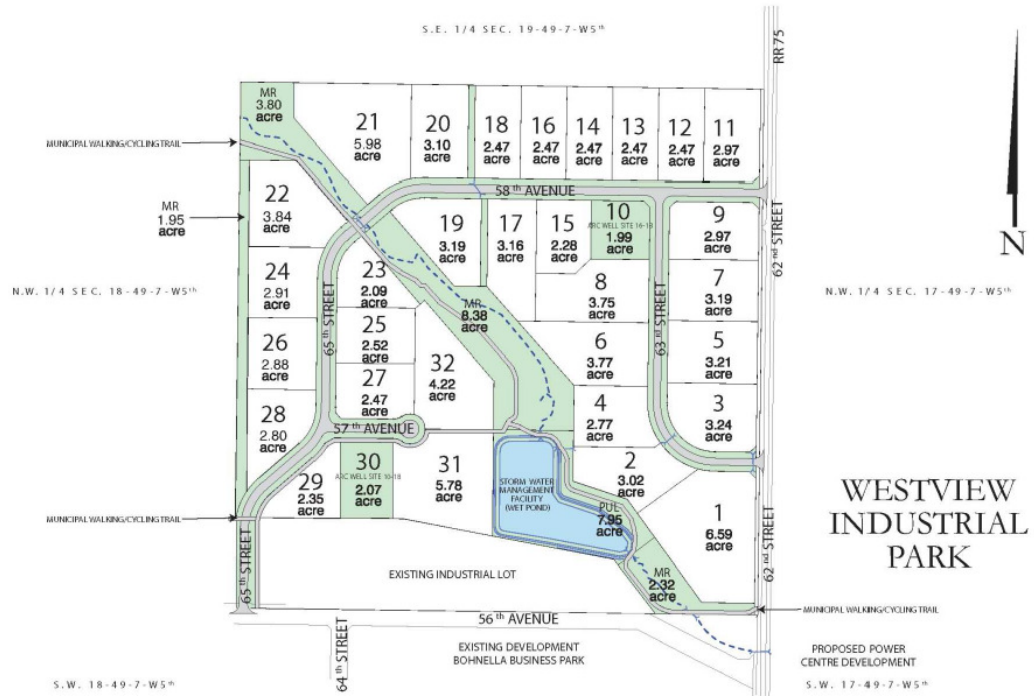 S.E. 1/4 SEC. 19-49-7-W5th
RR 75
MR
3.80
acre
MUNICIPAL WALKING/CYCLING TRAIL
21
5.98
acre
20
3.10
acre
18
2.47
acre
16
2.47
acre
14
2.47
acre
13
2.47
acre
12
2.47
acre
11
2.97
acre
58th AVENUE
MR
1.95
acre
22
3.84
acre
19
3.19
acre
17
3.16
acre
15
2.28
acre
10
ARC WELL SITE 16-18
1.99
acre
9
2.97
acre
62nd STREET
N
N.W. 1/4 SEC. 18-49-7-W5th
24
2.91
acre
65th STREET
23
2.09
acre
MR
8.38
acre
8
3.75
acre
63rd STREET
7
3.19
acre
N.W. 1/4 SEC. 17-49-7-W5th
26
2.88
acre
25
2.52
acre
32
4.22
acre
6
3.77
acre
5
3.21
acre
27
2.47
acre
28
2.80
acre
57th AVENUE
4
2.77
acre
3
3.24
acre
29
2.35
acre
30
ARC WELL SITE 10-18
2.07
acre
31
5.78
acre
STORM WATER
MANAGEMENT
FACILITY
(WET POND)
2
3.02
acre
PUL
7.95
acre
1
6.59
acre
WESTVIEW
INDUSTRIAL
PARK
MUNICIPAL WALKING/CYCLING TRAIL
65th STREET
EXISTING INDUSTRIAL LOT
MR
2.32
acre
62nd STREET
MUNICIPAL WALKING/CYCLING TRAIL
56th AVENUE
64th STREET
EXISTING DEVELOPMENT
BOHNELLA BUSINESS PARK
PROPOSED POWER
CENTRE DEVELOPMENT
S.W. 18-49-7-W5th
S.W. 17-49-7-W5th